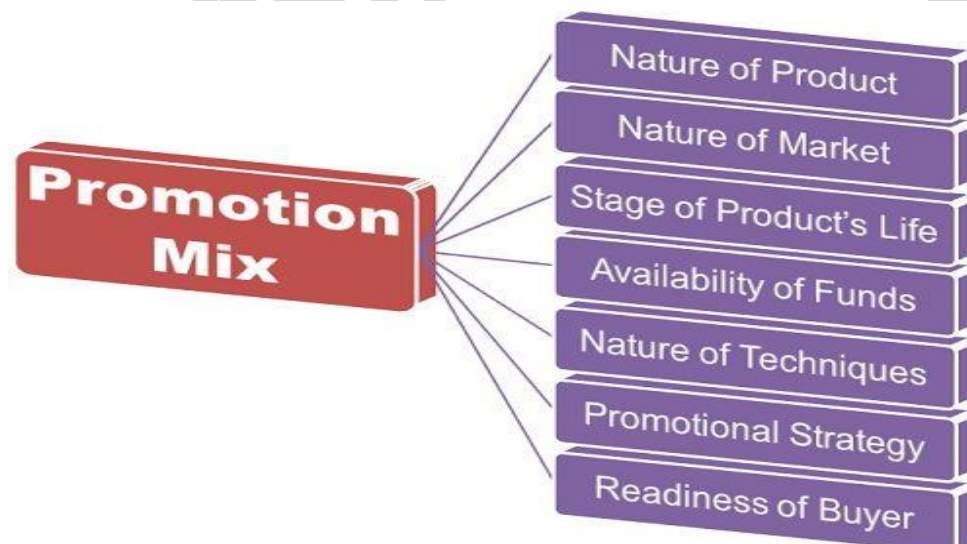 Promotion
Mix
Nature of Product
Nature of Market
Stage of Product's Life
Availability of Funds
Nature of Techniques
Promotional Strategy
Readiness of Buyer